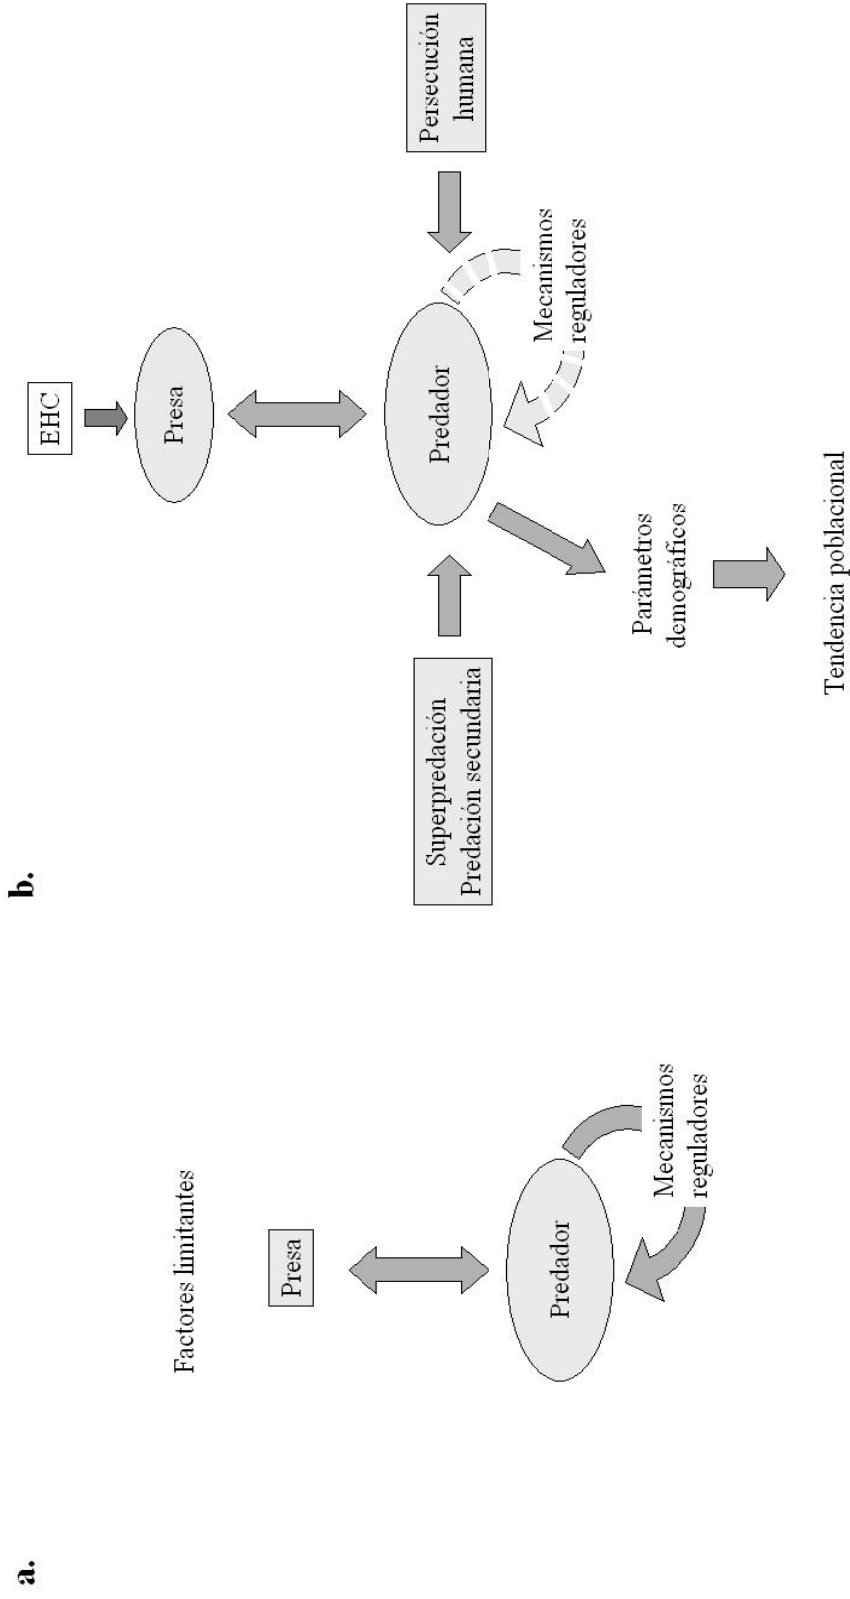 a.
Factores limitantes
Presa
Predador
Mecanismos
reguladores
b.
EHC
Presa
Superpredación
Predación secundaria
Predador
Persecución
humana
Mecanismos
reguladores
Parámetros
demográficos
Tendencia poblacional